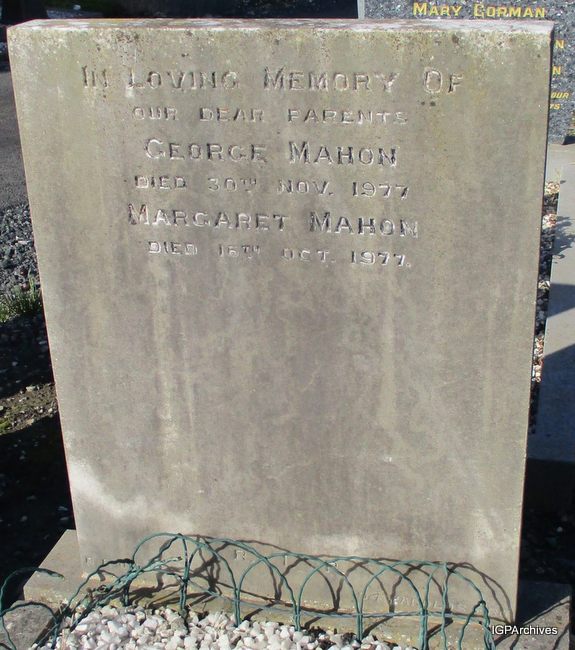 IN LOVING MEMORY OF
OUR DEAR PARENTS
GEORGE MAHON
DIED 30TH NOV. 1977
MARGARET MAHON
DIED 16TH OCT. 1977.
MARY GORMAN
IGPArchives